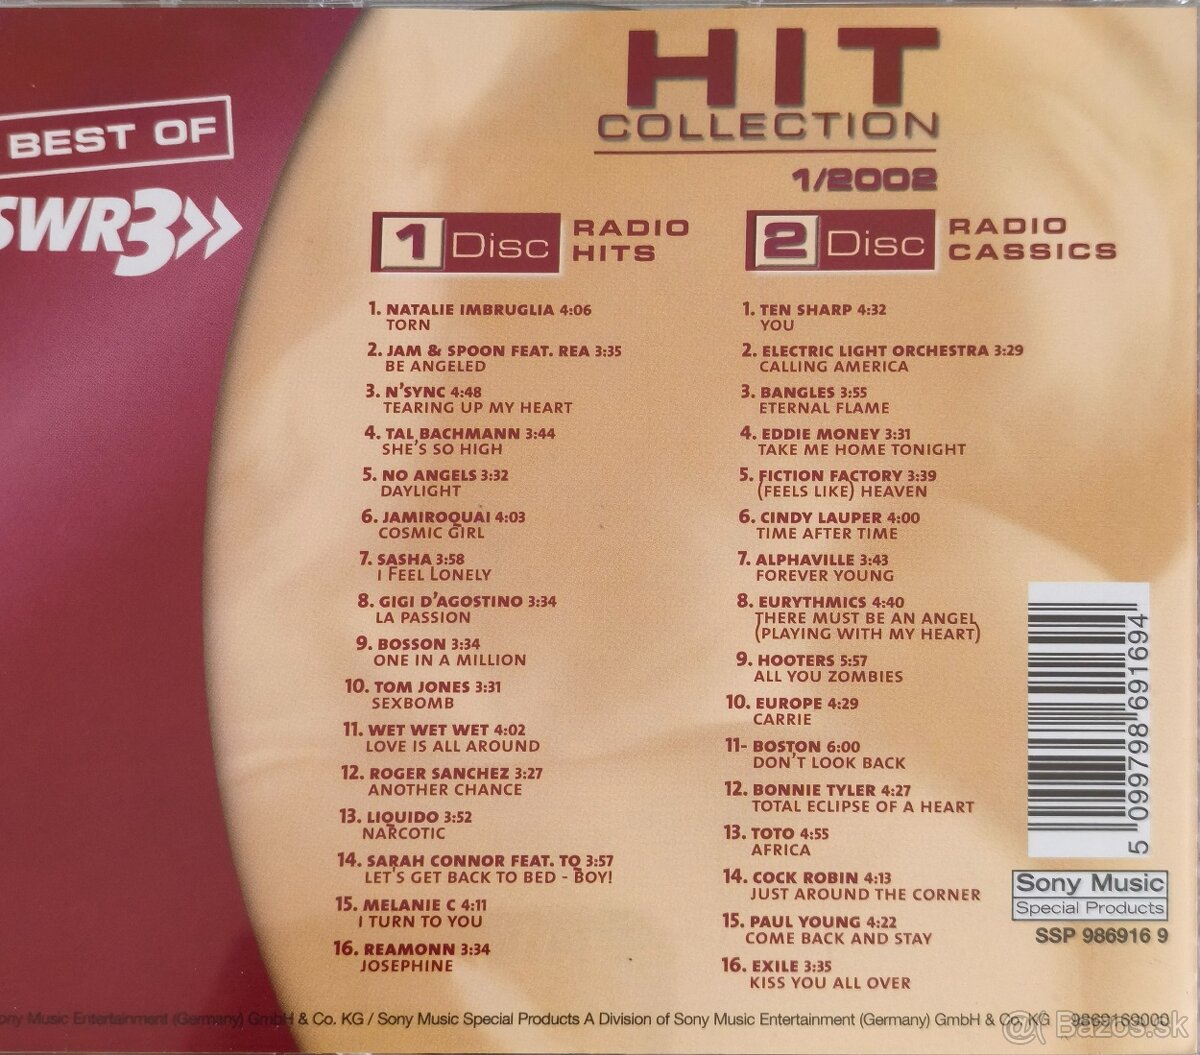 BEST OF
SWR3
HIT
COLLECTION
1/2002
1 Disc RADIO HITS
1. NATALIE IMBRUGLIA 4:06
TORN
2. JAM & SPOON FEAT. REA 3:35
BE ANGELED
3. N'SYNC 4:48
TEARING UP MY HEART
4. TAL BACHMANN 3:44
SHE'S SO HIGH
5. NO ANGELS 3:32
DAYLIGHT
6. JAMIROQUAI 4:03
COSMIC GIRL
7. SASHA 3:58
I FEEL LONELY
8. GIGI D'AGOSTINO 3:34
LA PASSION
9. BOSSON 3:34
ONE IN A MILLION
10. TOM JONES 3:31
SEXBOMB
11. WET WET WET 4:02
LOVE IS ALL AROUND
12. ROGER SANCHEZ 3:27
ANOTHER CHANCE
13. LIQUIDO 3:52
NARCOTIC
14. SARAH CONNOR FEAT. TQ 3:57
LET'S GET BACK TO BED - BOY!
15. MELANIE C 4:11
I TURN TO YOU
16. REAMONN 3:34
JOSEPHINE
2 Disc RADIO CASSICS
1. TEN SHARP 4:32
YOU
2. ELECTRIC LIGHT ORCHESTRA 3:29
CALLING AMERICA
3. BANGLES 3:55
ETERNAL FLAME
4. EDDIE MONEY 3:31
TAKE ME HOME TONIGHT
5. FICTION FACTORY 3:39
(FEELS LIKE) HEAVEN
6. CINDY LAUPER 4:00
TIME AFTER TIME
7. ALPHAVILLE 3:43
FOREVER YOUNG
8. EURYTHMICS 4:40
THERE MUST BE AN ANGEL
(PLAYING WITH MY HEART)
9. HOOTERS 5:57
ALL YOU ZOMBIES
10. EUROPE 4:29
CARRIE
11- BOSTON 6:00
DON'T LOOK BACK
12. BONNIE TYLER 4:27
TOTAL ECLIPSE OF A HEART
13. TOTO 4:55
AFRICA
14. COCK ROBIN 4:13
JUST AROUND THE CORNER
15. PAUL YOUNG 4:22
COME BACK AND STAY
16. EXILE 3:35
KISS YOU ALL OVER
5 099798 691694
Sony Music
Special Products
SSP 986916 9
ony Music Entertainment (Germany) GmbH & Co. KG / Sony Music Special Products A Division of Sony Music Entertainment (Germany) GmbH & Co. KG 9869169000
Bazos.sk